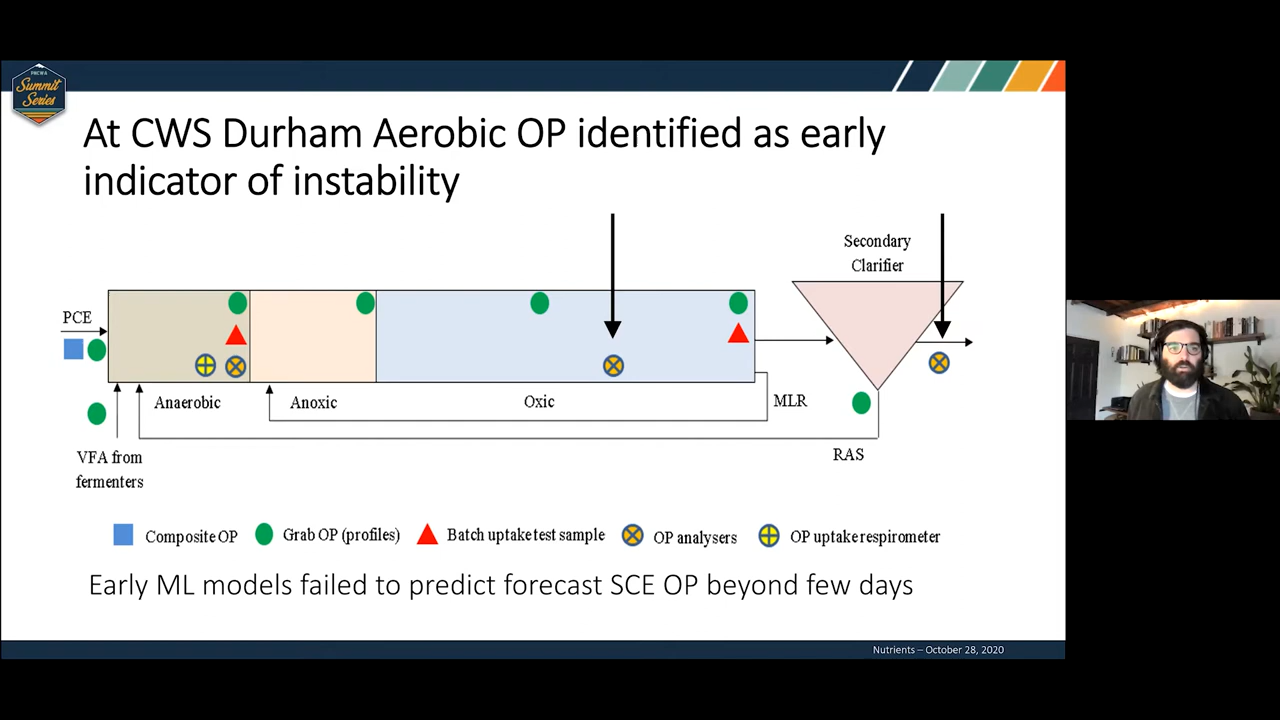 PNCWA
Summit
Series
At CWS Durham Aerobic OP identified as early
indicator of instability
Secondary
Clarifier
PCE
Anaerobic
Anoxic
Oxic
MLR
VFA from
fermenters
RAS
Composite OP
Grab OP (profiles)
Batch uptake test sample
OP analysers
OP uptake respirometer
Early ML models failed to predict forecast SCE OP beyond few days
Nutrients – October 28, 2020